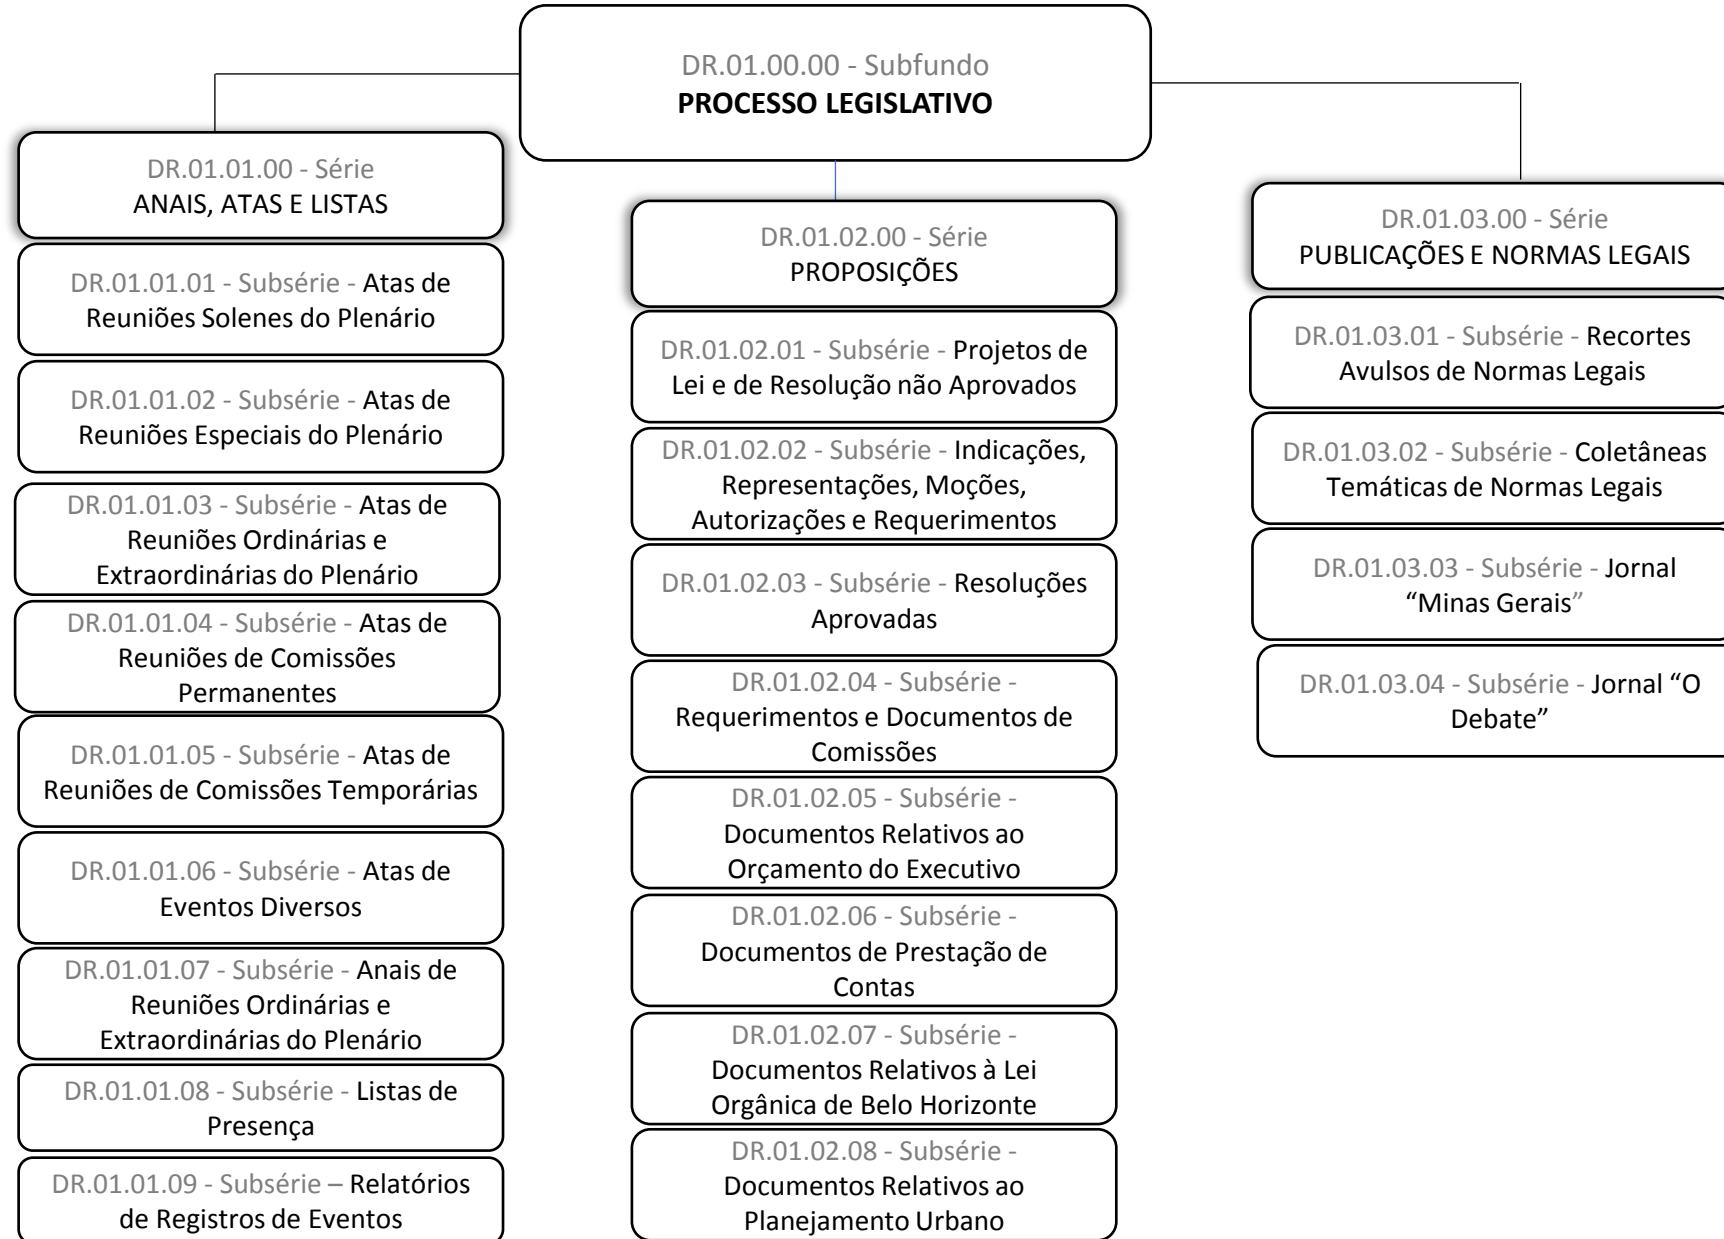 DR.01.00.00 - Subfundo
PROCESSO LEGISLATIVO
DR.01.01.00 - Série
ANAIS, ATAS E LISTAS
DR.01.01.01 - Subsérie - Atas de
Reuniões Solenes do Plenário
DR.01.01.02 - Subsérie - Atas de
Reuniões Especiais do Plenário
DR.01.01.03 - Subsérie - Atas de
Reuniões Ordinárias e
Extraordinárias do Plenário
DR.01.01.04 - Subsérie - Atas de
Reuniões de Comissões
Permanentes
DR.01.01.05 - Subsérie - Atas de
Reuniões de Comissões Temporárias
DR.01.01.06 - Subsérie - Atas de
Eventos Diversos
DR.01.01.07 - Subsérie - Anais de
Reuniões Ordinárias e
Extraordinárias do Plenário
DR.01.01.08 - Subsérie - Listas de
Presença
DR.01.01.09 - Subsérie – Relatórios
de Registros de Eventos
DR.01.02.00 - Série
PROPOSIÇÕES
DR.01.02.01 - Subsérie - Projetos de
Lei e de Resolução não Aprovados
DR.01.02.02 - Subsérie - Indicações,
Representações, Moções,
Autorizações e Requerimentos
DR.01.02.03 - Subsérie - Resoluções
Aprovadas
DR.01.02.04 - Subsérie -
Requerimentos e Documentos de
Comissões
DR.01.02.05 - Subsérie -
Documentos Relativos ao
Orçamento do Executivo
DR.01.02.06 - Subsérie -
Documentos de Prestação de
Contas
DR.01.02.07 - Subsérie -
Documentos Relativos à Lei
Orgânica de Belo Horizonte
DR.01.02.08 - Subsérie -
Documentos Relativos ao
Planejamento Urbano
DR.01.03.00 - Série
PUBLICAÇÕES E NORMAS LEGAIS
DR.01.03.01 - Subsérie - Recortes
Avulsos de Normas Legais
DR.01.03.02 - Subsérie - Coletâneas
Temáticas de Normas Legais
DR.01.03.03 - Subsérie - Jornal
“Minas Gerais”
DR.01.03.04 - Subsérie - Jornal “O
Debate”